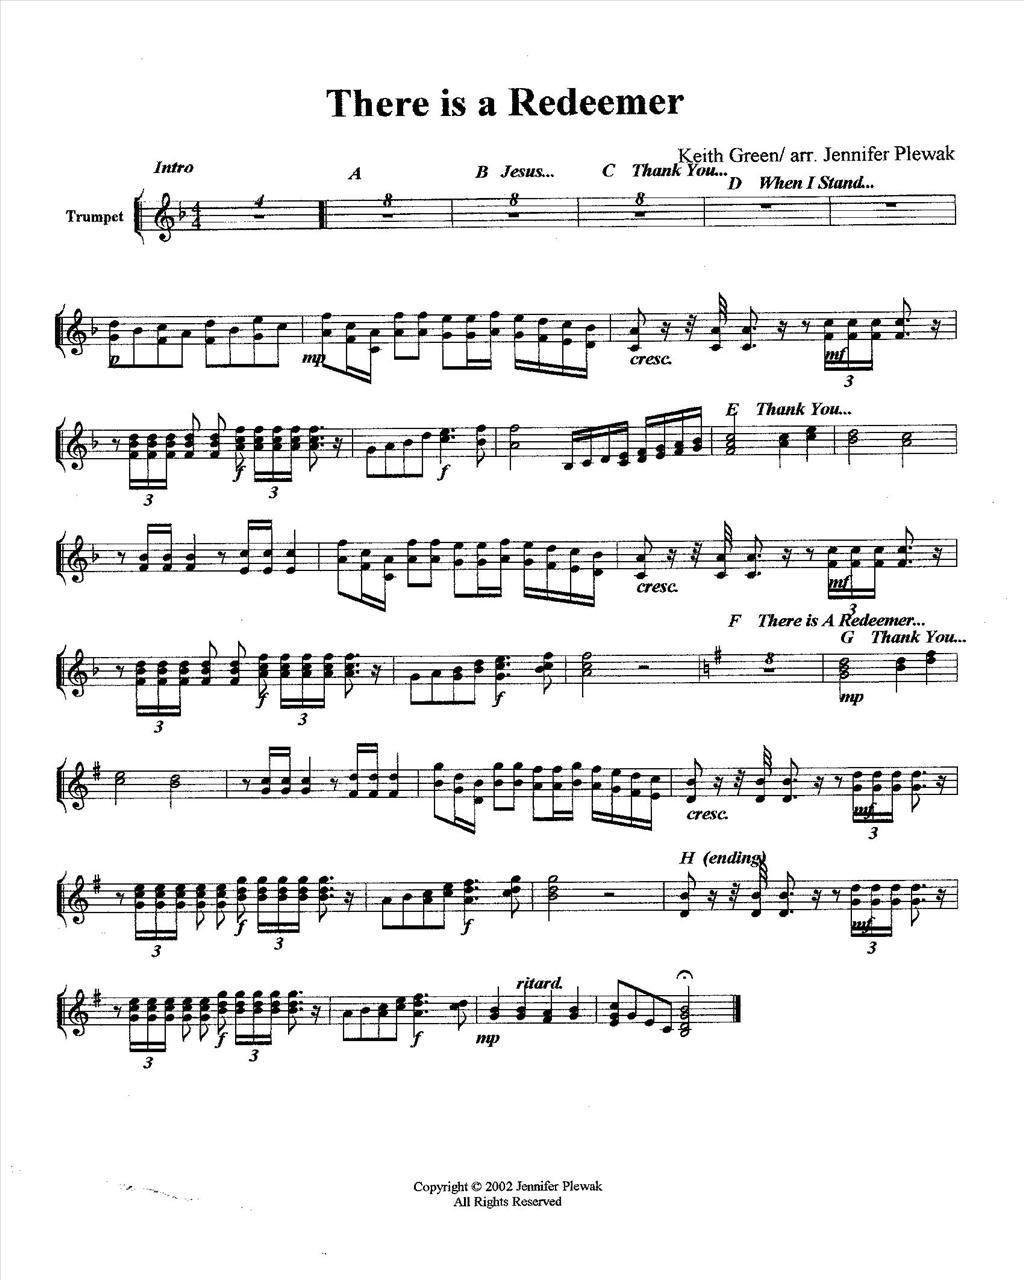 There is a Redeemer
Keith Green/ arr. Jennifer Plewak
Intro
A
B Jesus...
C Thank You...
D When I Stand...
Trumpet
4
4
4
8
8
8
p
mp
cresc.
mf
3
E Thank You...
f
f
3
3
cresc.
mf
3
F There is A Redeemer...
G Thank You...
8
f
f
mp
3
3
cresc.
mf
3
H (ending)
f
f
mf
3
3
3
ritard.
f
f
mp
3
3
Copyright © 2002 Jennifer Plewak
All Rights Reserved